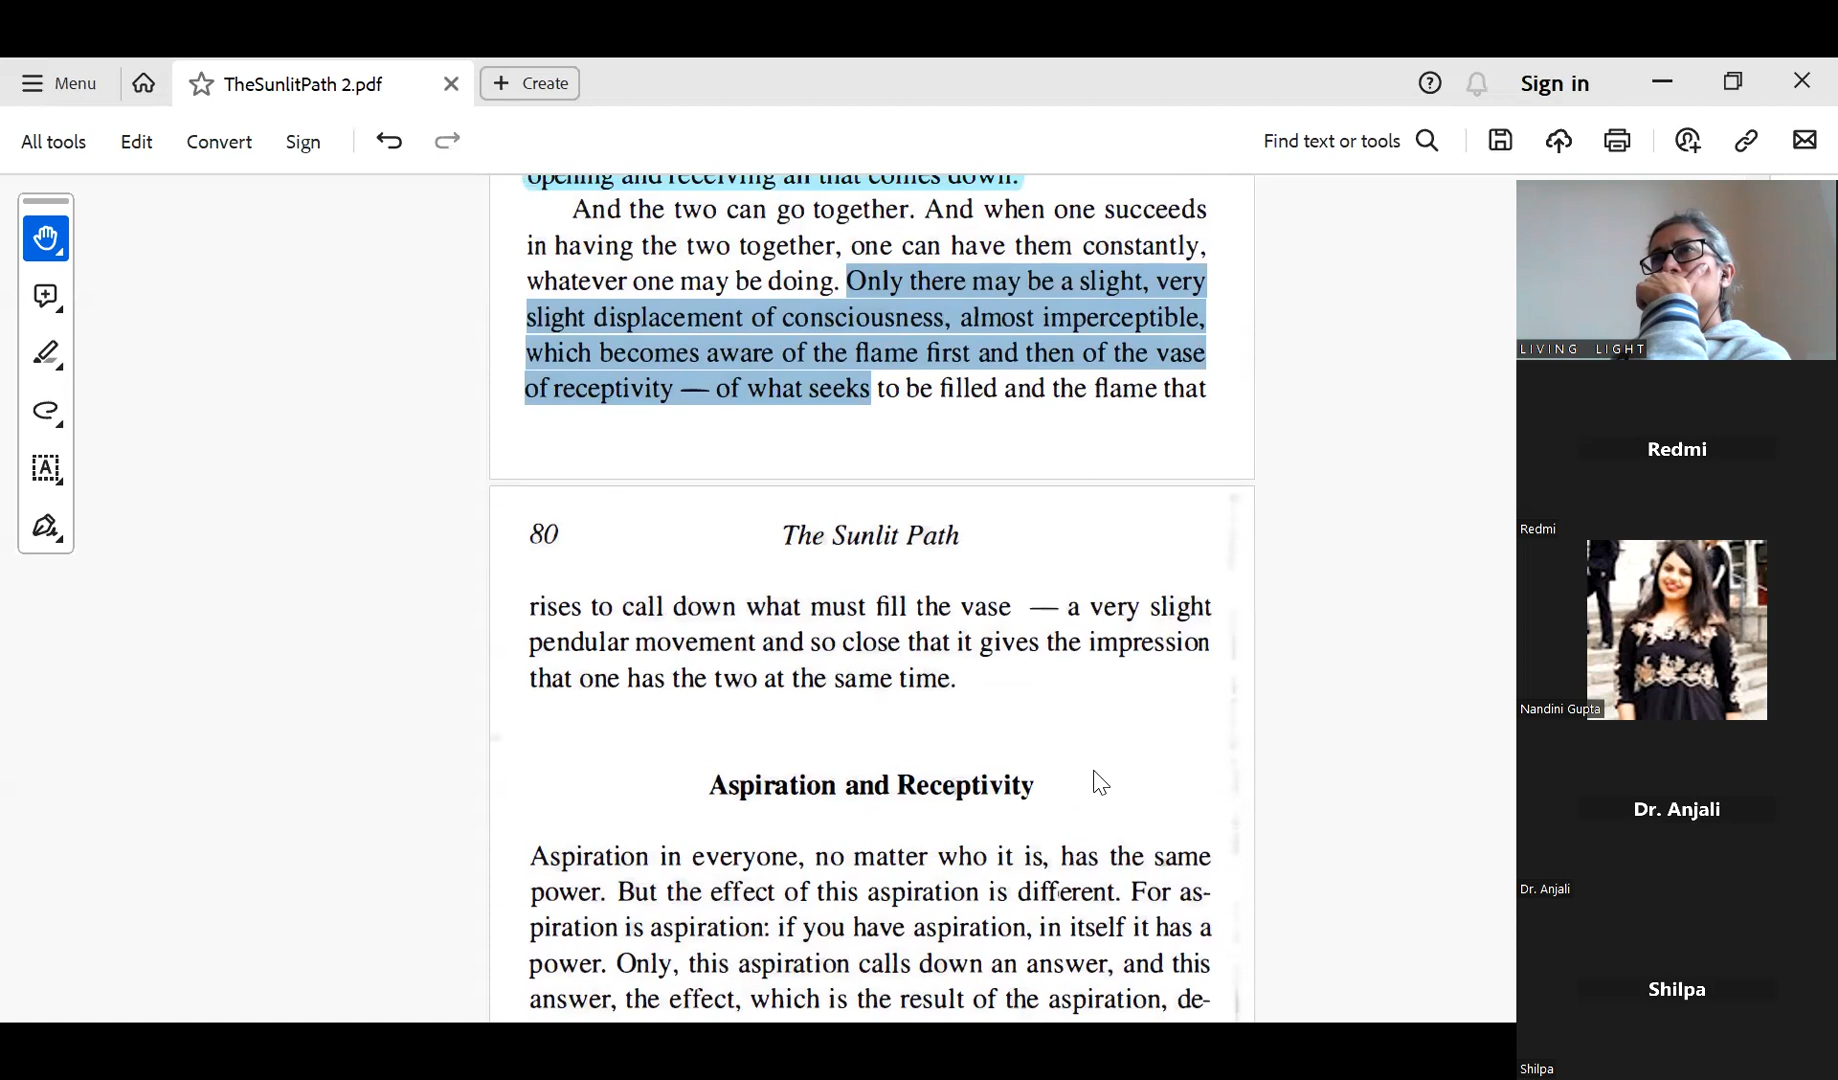 Menu
TheSunlitPath 2.pdf
Create
Sign in
All tools
Edit
Convert
Sign
Find text or tools
opening and receiving all that comes down.
And the two can go together. And when one succeeds
in having the two together, one can have them constantly,
whatever one may be doing. Only there may be a slight, very
slight displacement of consciousness, almost imperceptible,
which becomes aware of the flame first and then of the vase
of receptivity — of what seeks to be filled and the flame that
80 The Sunlit Path
rises to call down what must fill the vase — a very slight
pendular movement and so close that it gives the impression
that one has the two at the same time.
Aspiration and Receptivity
Aspiration in everyone, no matter who it is, has the same
power. But the effect of this aspiration is different. For as-
piration is aspiration: if you have aspiration, in itself it has a
power. Only, this aspiration calls down an answer, and this
answer, the effect, which is the result of the aspiration, de-
LIVING LIGHT
Redmi
Redmi
Nandini Gupta
Dr. Anjali
Dr. Anjali
Shilpa
Shilpa